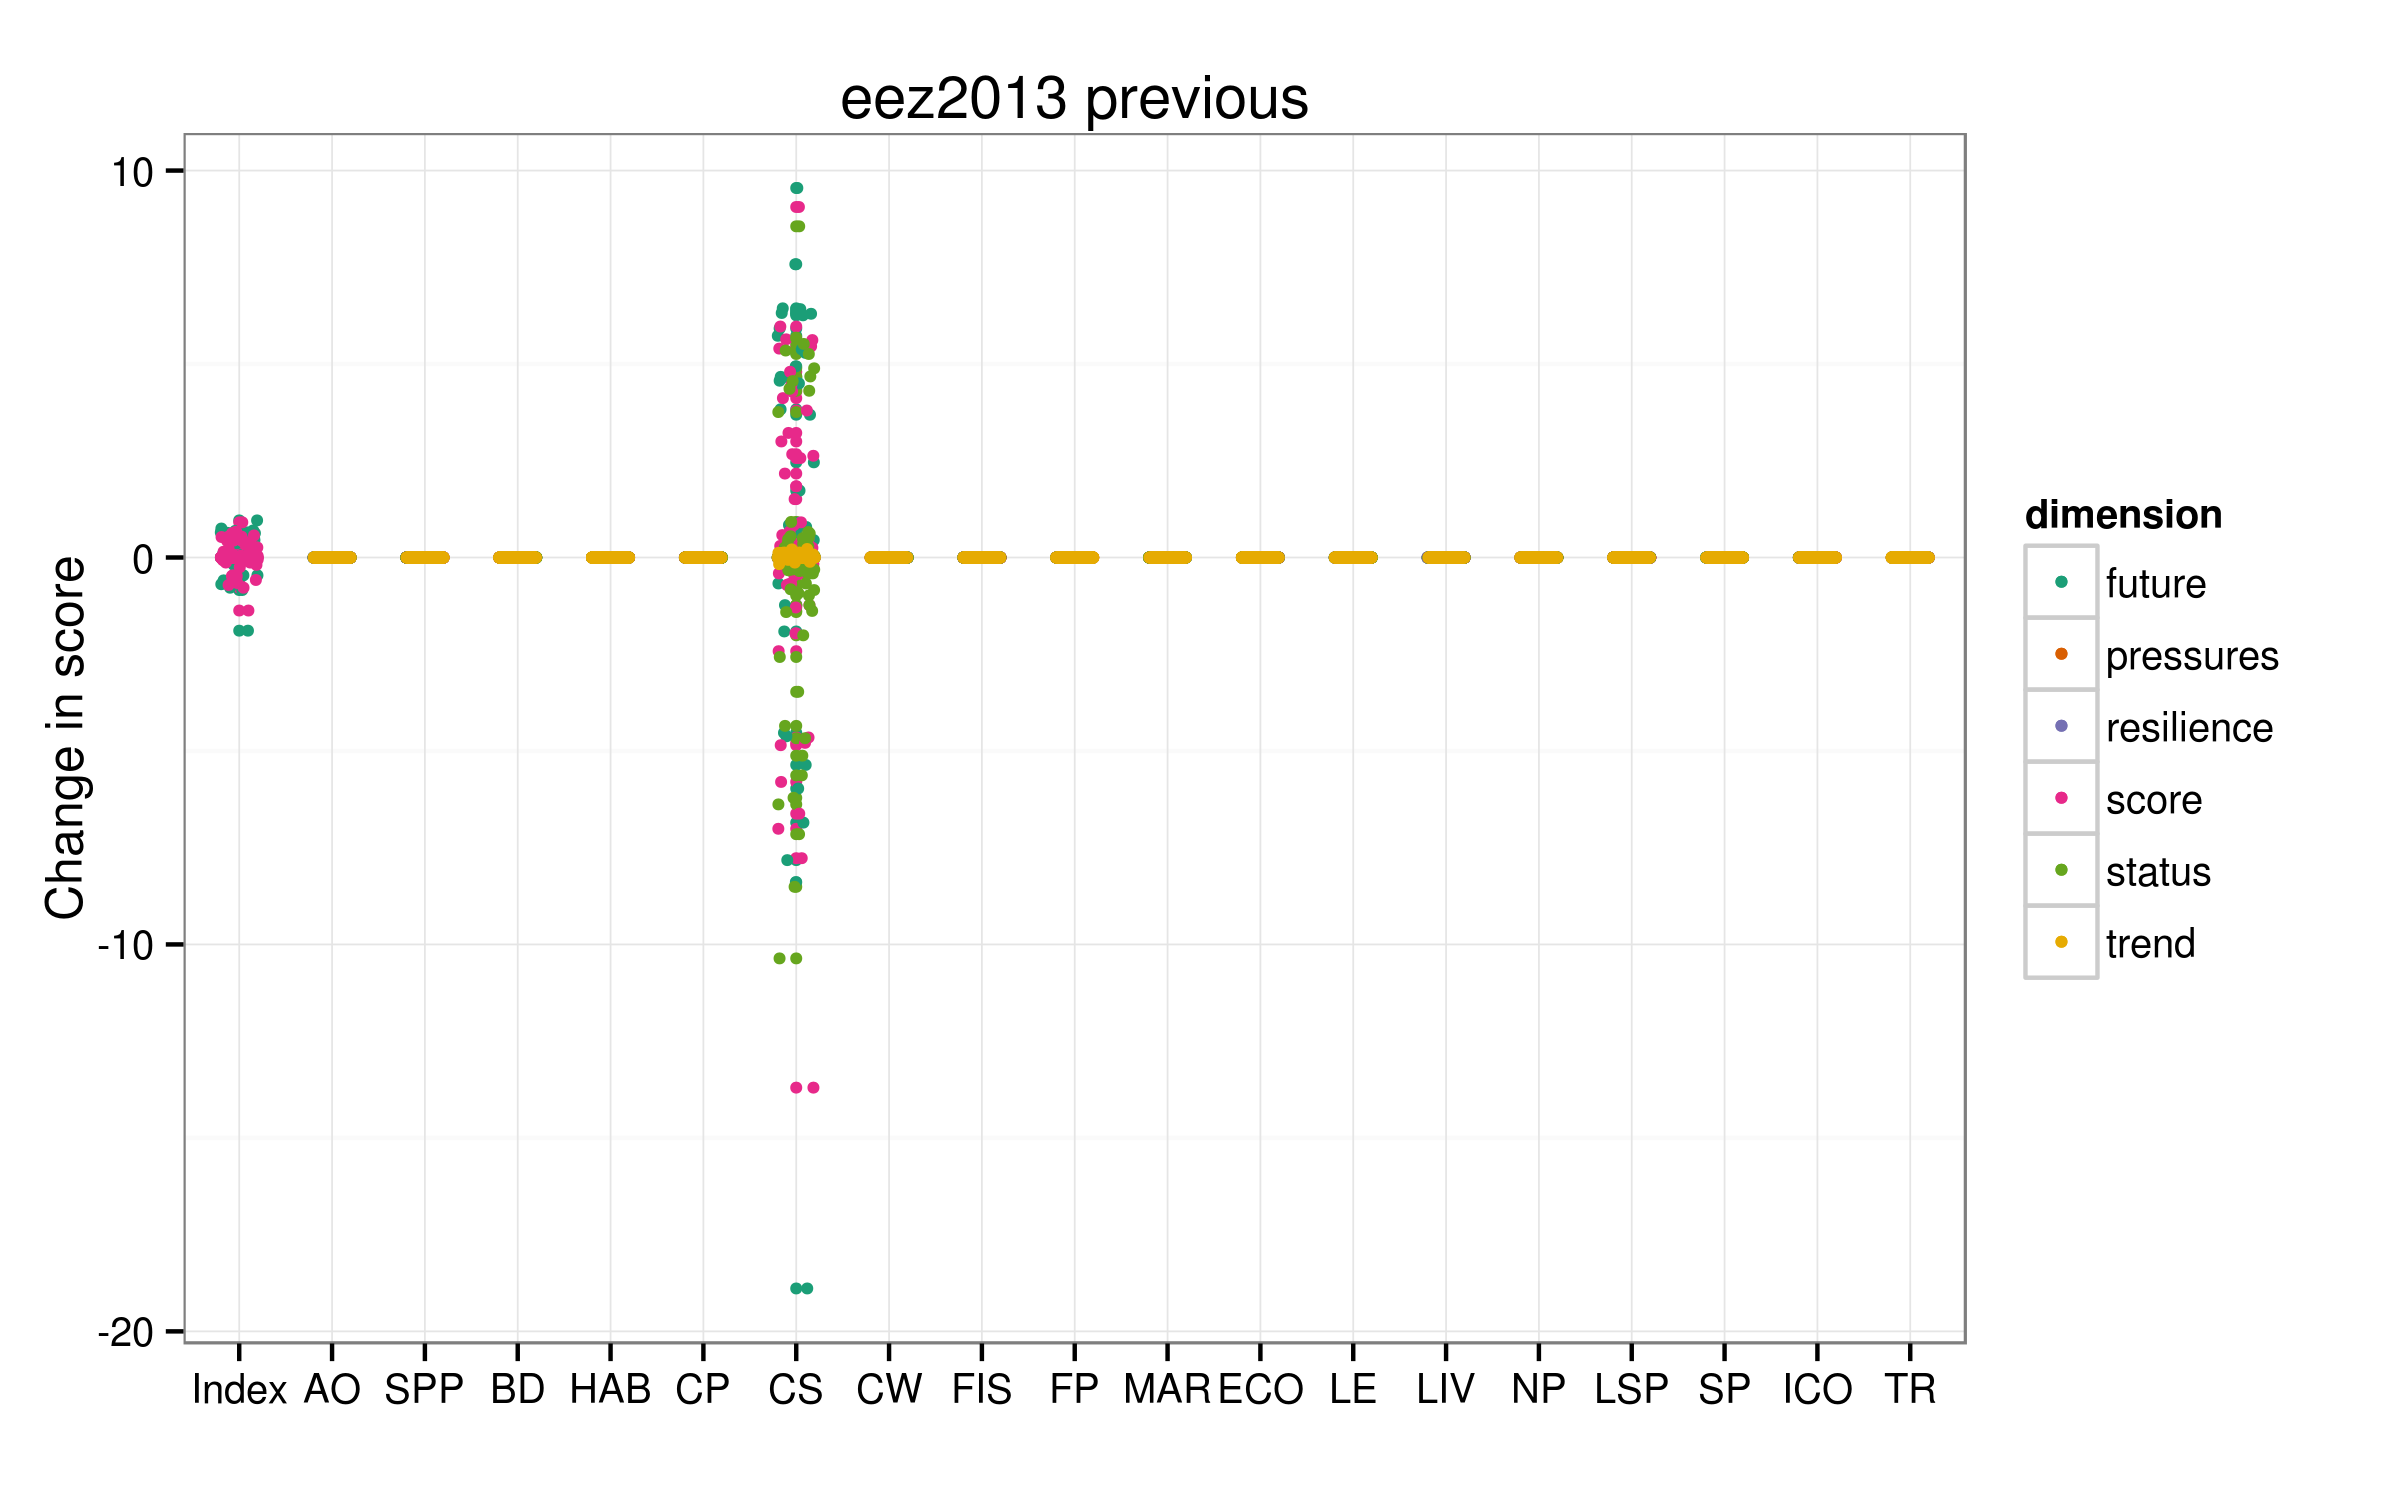 eez2013 previous
10
0
-10
-20
Change in score
Index AO SPP BD HAB CP CS CW FIS FP MAR ECO LE LIV NP LSP SP ICO TR
dimension
future
pressures
resilience
score
status
trend